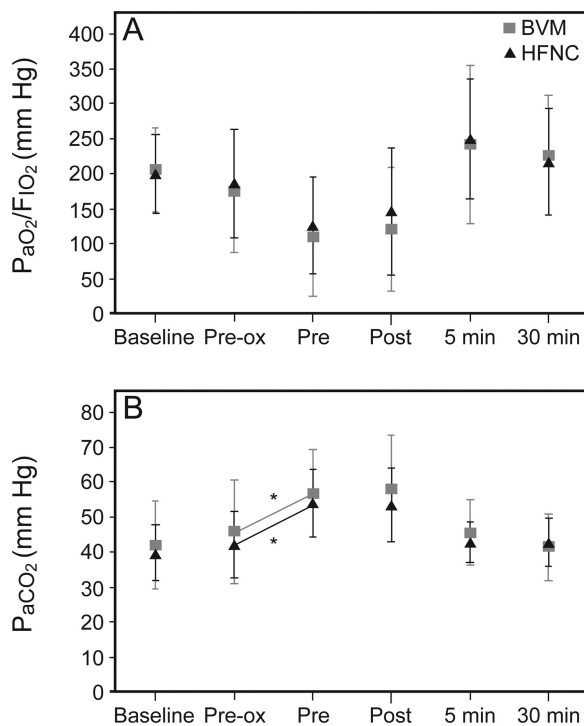 A
BVM
HFNC
PaO2/FIO2 (mm Hg)
400
350
300
250
200
150
100
50
0
Baseline Pre-ox Pre Post 5 min 30 min
B
PaCO2 (mm Hg)
80
70
60
50
40
30
20
10
0
*
*
Baseline Pre-ox Pre Post 5 min 30 min